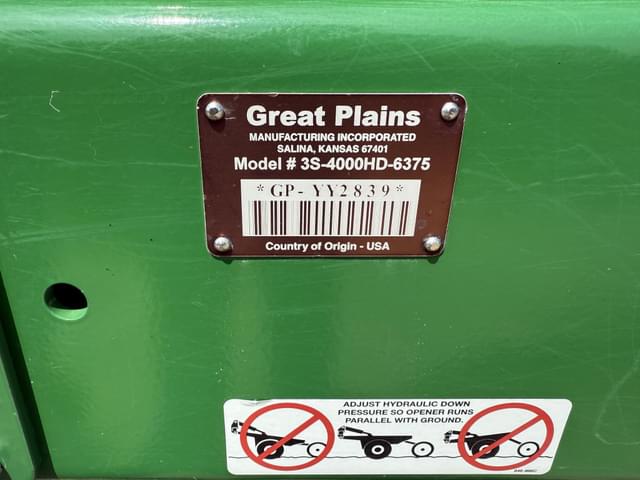 Great Plains
MANUFACTURING INCORPORATED
SALINA, KANSAS 67401
Model # 3S-4000HD-6375
*GP-YY2839*
Country of Origin - USA
ADJUST HYDRAULIC DOWN
PRESSURE SO OPENER RUNS
PARALLEL WITH GROUND.